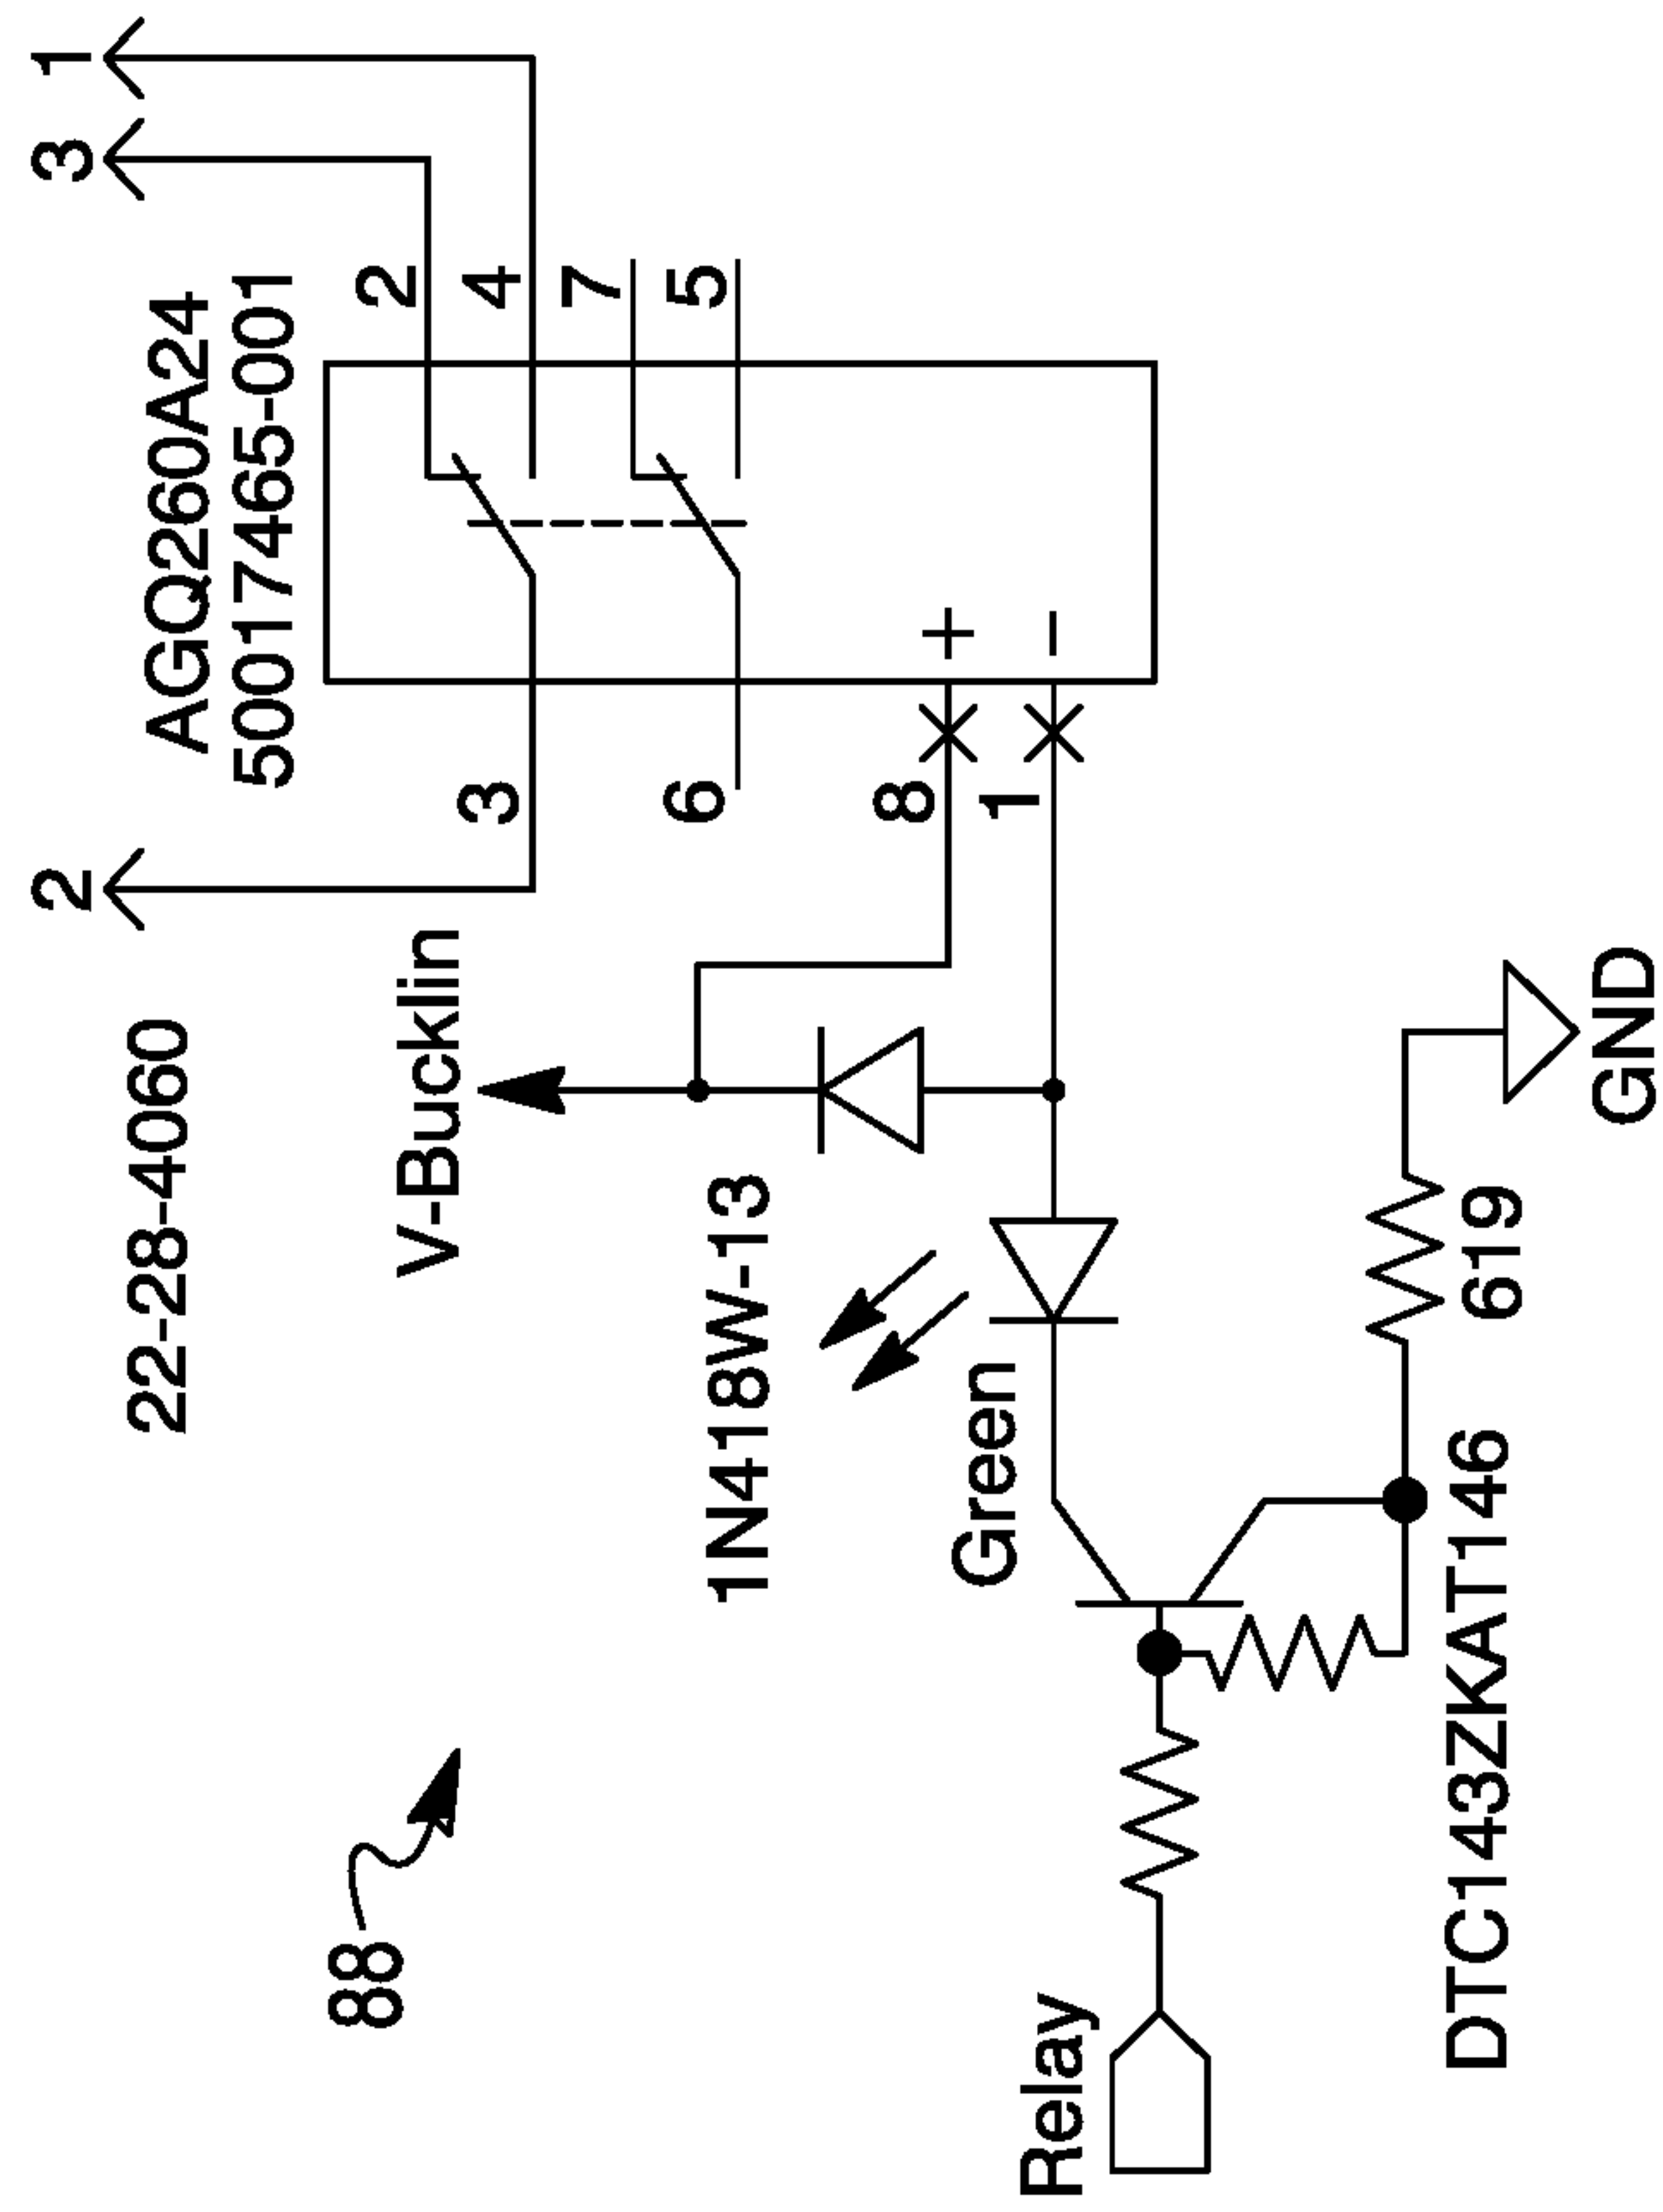 2 3 1
22-28-4060
AGQ260A24
50017465-001
88
2
V-Bucklin
3 4
7
6 5
1N418W-13
8 +
Green
1 −
Relay
DTC143ZKAT146
619
GND